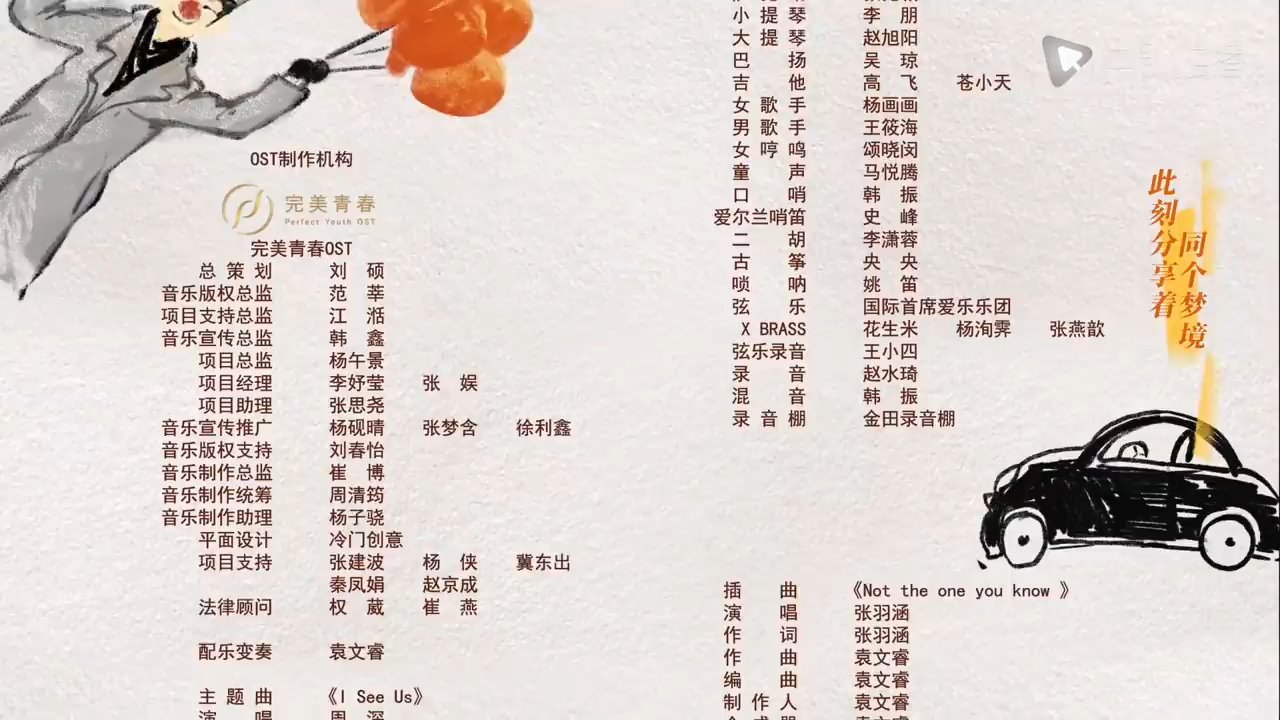 OST制作机构
完美青春
Perfect Youth OST
完美青春OST
总策划 刘硕
音乐版权总监 范莘
项目支持总监 江湉
音乐宣传总监 韩鑫
项目总监 杨午景
项目经理 李妤莹 张娱
项目助理 张思尧
音乐宣传推广 杨砚晴 张梦含 徐利鑫
音乐版权支持 刘春怡
音乐制作总监 崔博
音乐制作统筹 周清筠
音乐制作助理 杨子骁
平面设计 冷门创意
项目支持 张建波 杨侠 冀东出
秦凤娟 赵京成
法律顾问 权葳 崔燕
配乐变奏 袁文睿
主题曲 《I See Us》
演唱 周深
小提琴 李朋
大提琴 赵旭阳
巴扬 吴琼
吉他 高飞 苍小天
女歌手 杨画画
男歌手 王筱海
女哼鸣 颂晓闵
童声 马悦腾
口哨 韩振
爱尔兰哨笛 史峰
二胡 李潇蓉
古筝 央央
唢呐 姚笛
弦乐 国际首席爱乐乐团
X BRASS 花生米 杨洵霁 张燕歆
弦乐录音 王小四
录音 赵水琦
混音 韩振
录音棚 金田录音棚
插曲 《Not the one you know 》
演唱 张羽涵
作词 张羽涵
作曲 袁文睿
编曲 袁文睿
制作人 袁文睿
此刻分享着
同个梦境